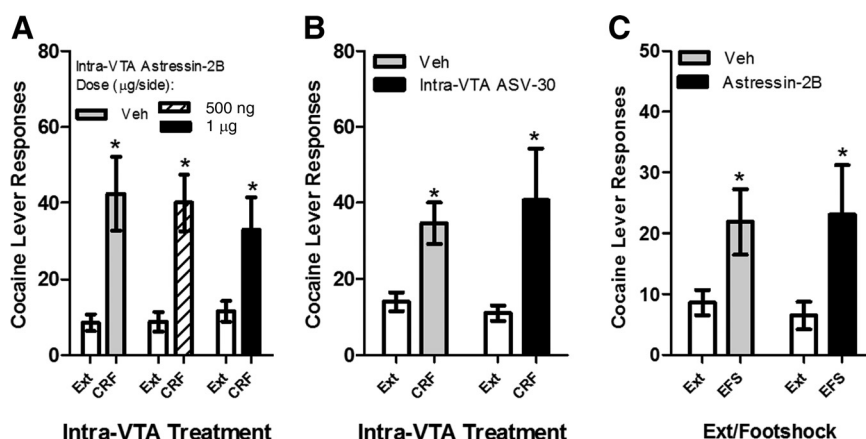 A
Cocaine Lever Responses
80
60
40
20
0
Intra-VTA Astressin-2B
Dose (μg/side):
Veh
500 ng
1 μg
*
*
*
Ext
CRF
Ext
CRF
Ext
CRF
Intra-VTA Treatment
B
Cocaine Lever Responses
80
60
40
20
0
Veh
Intra-VTA ASV-30
*
*
Ext
CRF
Ext
CRF
Intra-VTA Treatment
C
Cocaine Lever Responses
50
40
30
20
10
0
Veh
Astressin-2B
*
*
Ext
EFS
Ext
EFS
Ext/Footshock